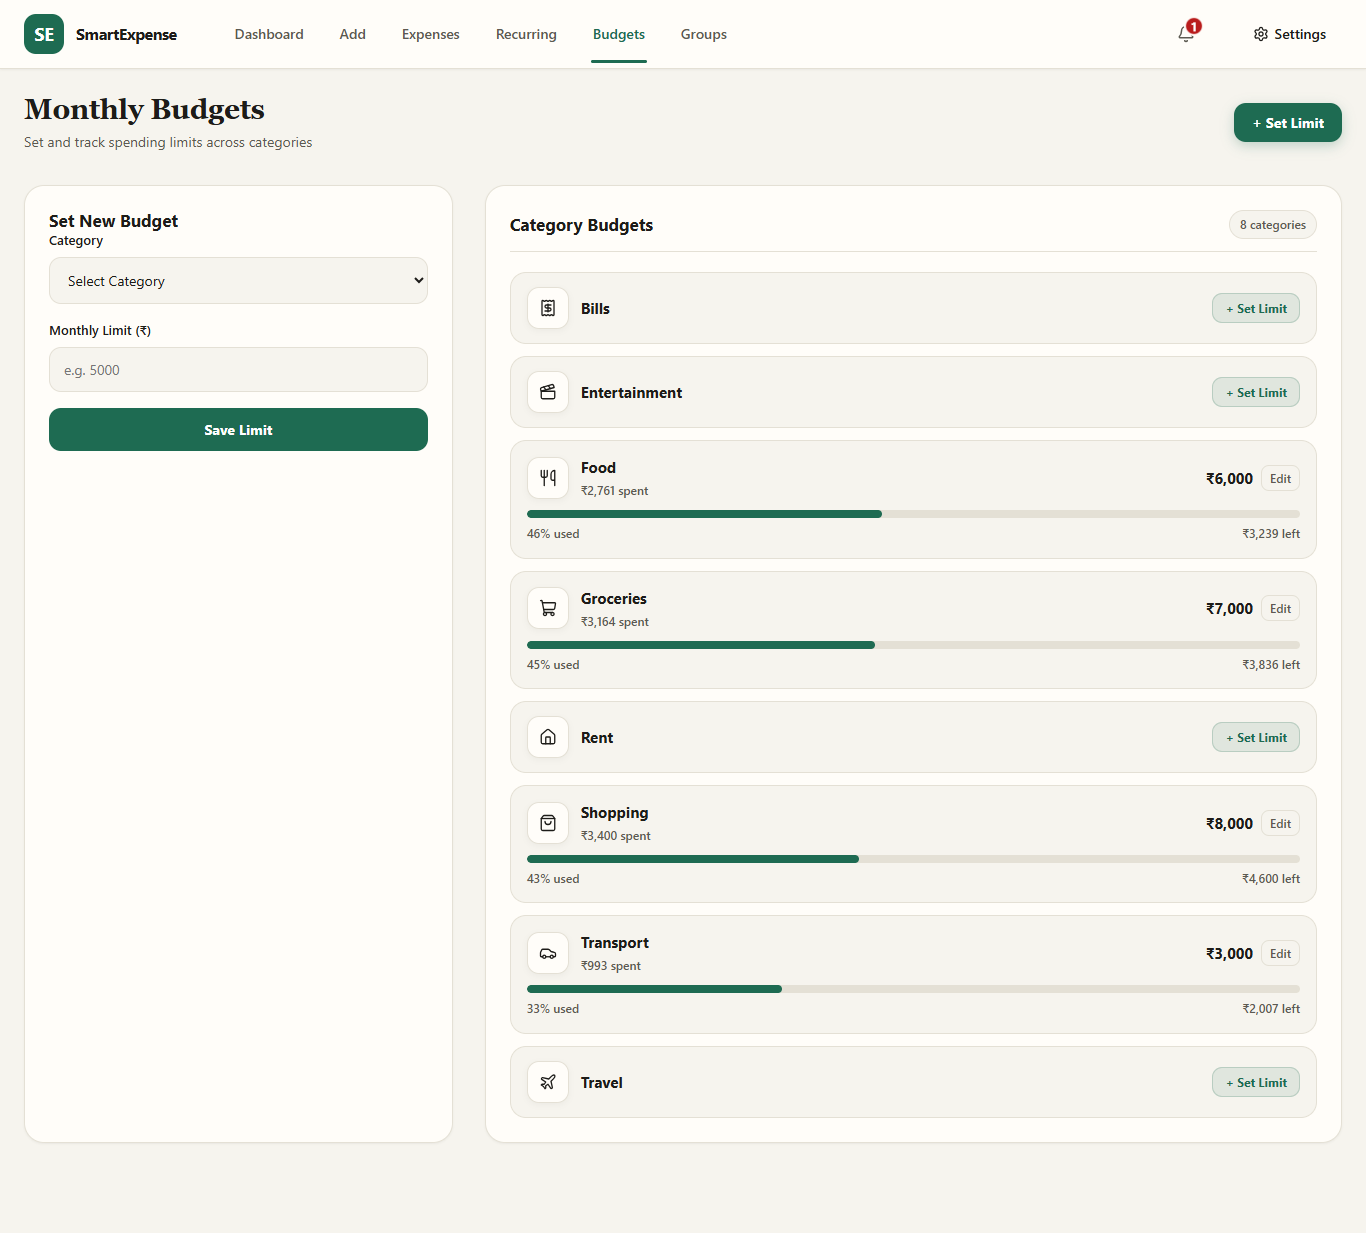 SE SmartExpense Dashboard Add Expenses Recurring Budgets Groups 1 Settings
Monthly Budgets
Set and track spending limits across categories
+ Set Limit
Set New Budget
Category
Select Category
Monthly Limit (₹)
e.g. 5000
Save Limit
Category Budgets 8 categories
Bills + Set Limit
Entertainment + Set Limit
Food
₹2,761 spent
₹6,000 Edit
46% used ₹3,239 left
Groceries
₹3,164 spent
₹7,000 Edit
45% used ₹3,836 left
Rent + Set Limit
Shopping
₹3,400 spent
₹8,000 Edit
43% used ₹4,600 left
Transport
₹993 spent
₹3,000 Edit
33% used ₹2,007 left
Travel + Set Limit